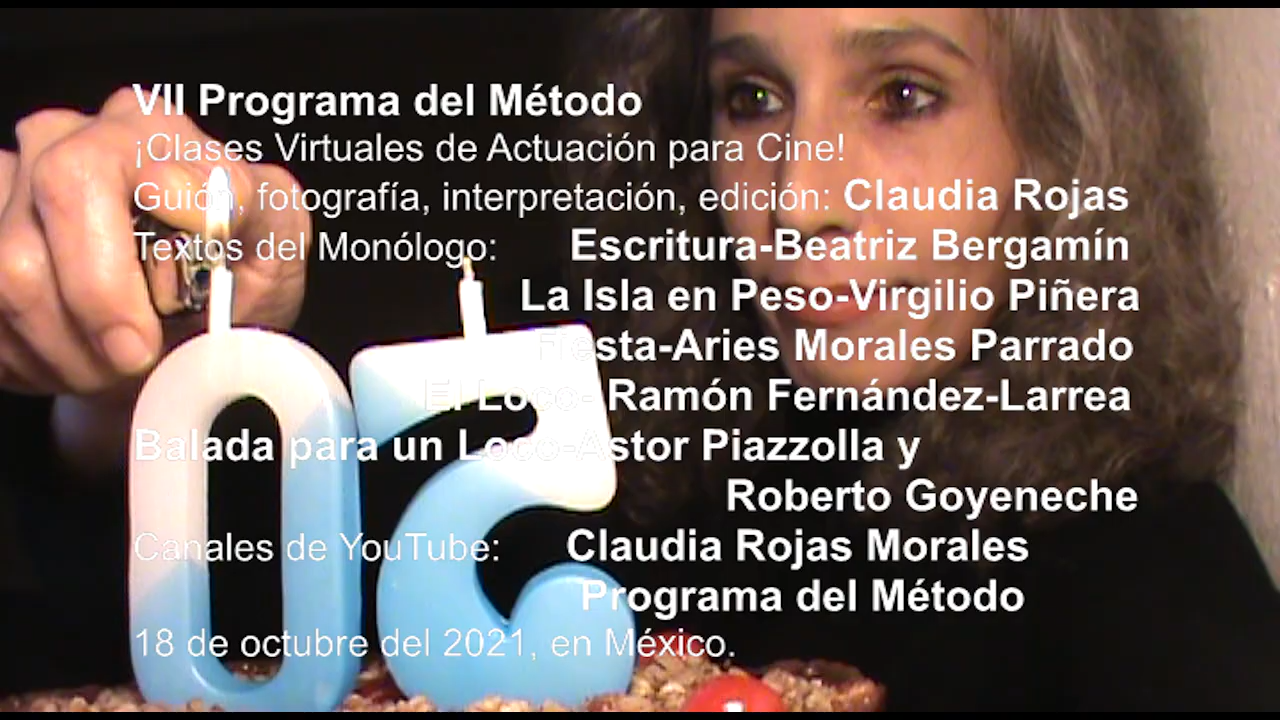 VII Programa del Método
¡Clases Virtuales de Actuación para Cine!
Guión, fotografía, interpretación, edición: Claudia Rojas
Textos del Monólogo: Escritura-Beatriz Bergamín
La Isla en Peso-Virgilio Piñera
Fiesta-Aries Morales Parrado
El Loco- Ramón Fernández-Larrea
Balada para un Loco-Astor Piazzolla y
Roberto Goyeneche
Canales de YouTube: Claudia Rojas Morales
Programa del Método
18 de octubre del 2021, en México.
05